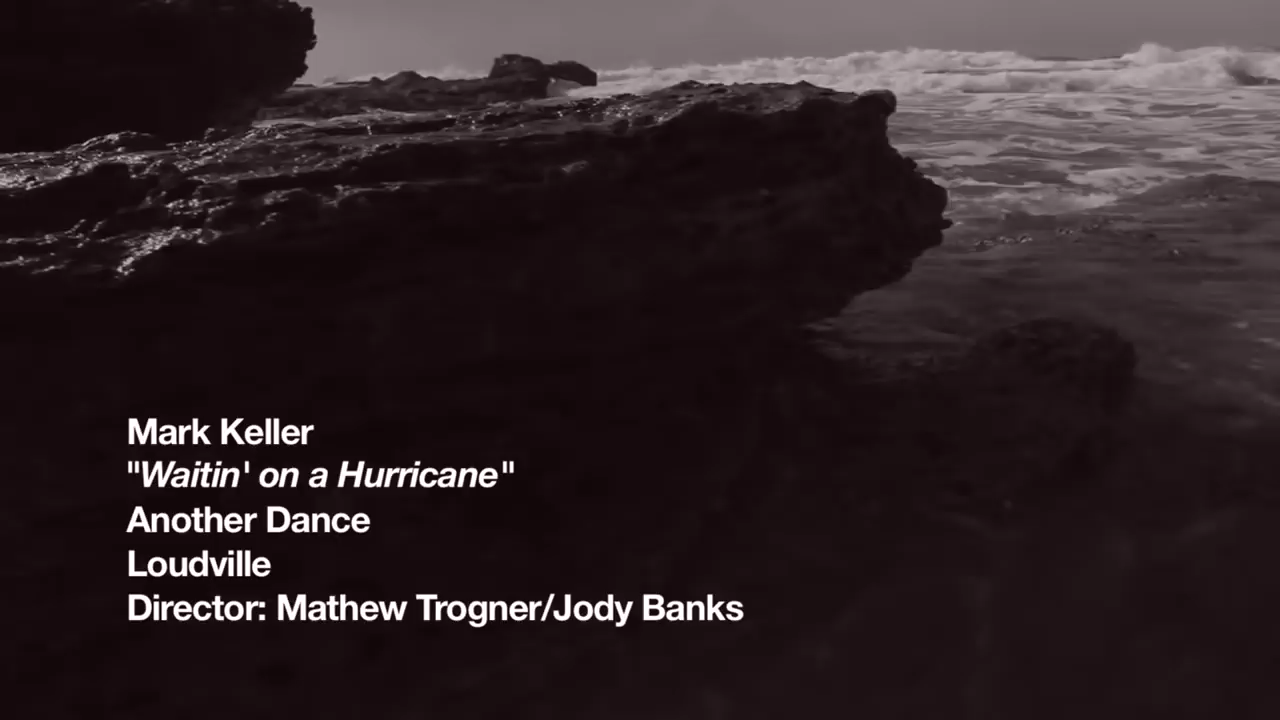 Mark Keller
"Waitin' on a Hurricane"
Another Dance
Loudville
Director: Mathew Trogner/Jody Banks